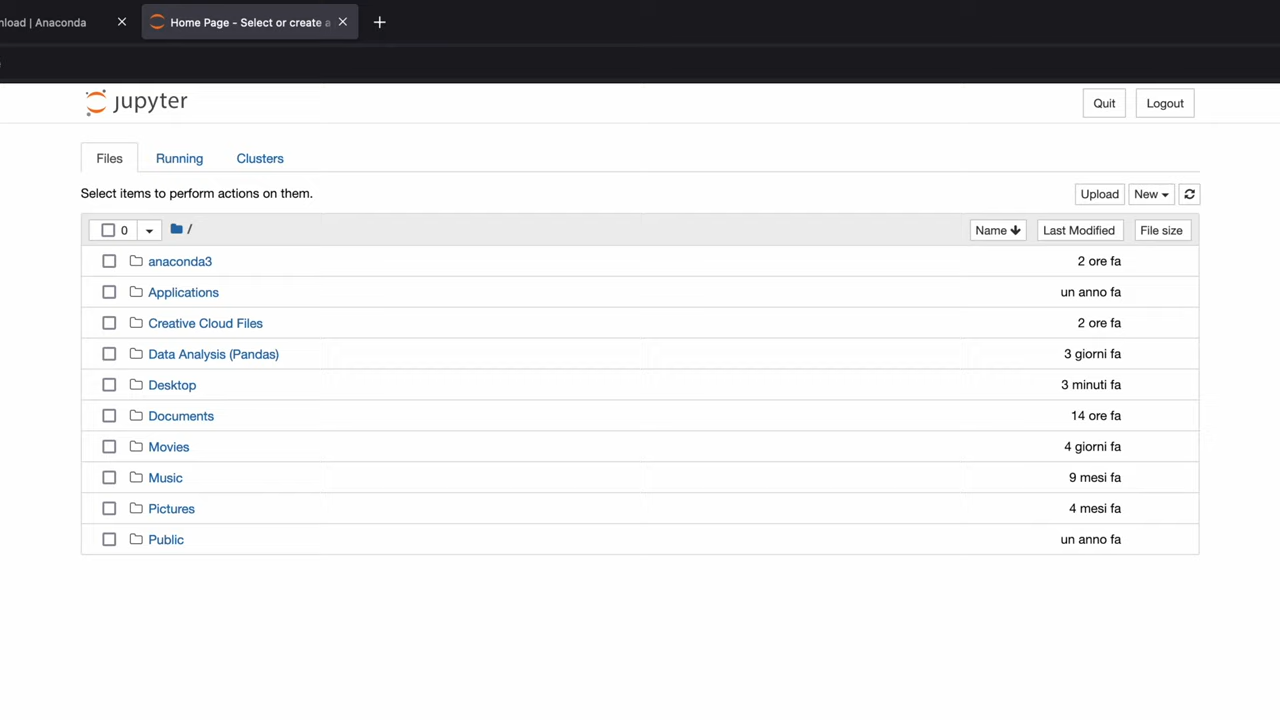 nload | Anaconda
Home Page - Select or create a
jupyter
Quit
Logout
Files
Running
Clusters
Select items to perform actions on them.
Upload
New
0
/
Name
Last Modified
File size
anaconda3
2 ore fa
Applications
un anno fa
Creative Cloud Files
2 ore fa
Data Analysis (Pandas)
3 giorni fa
Desktop
3 minuti fa
Documents
14 ore fa
Movies
4 giorni fa
Music
9 mesi fa
Pictures
4 mesi fa
Public
un anno fa